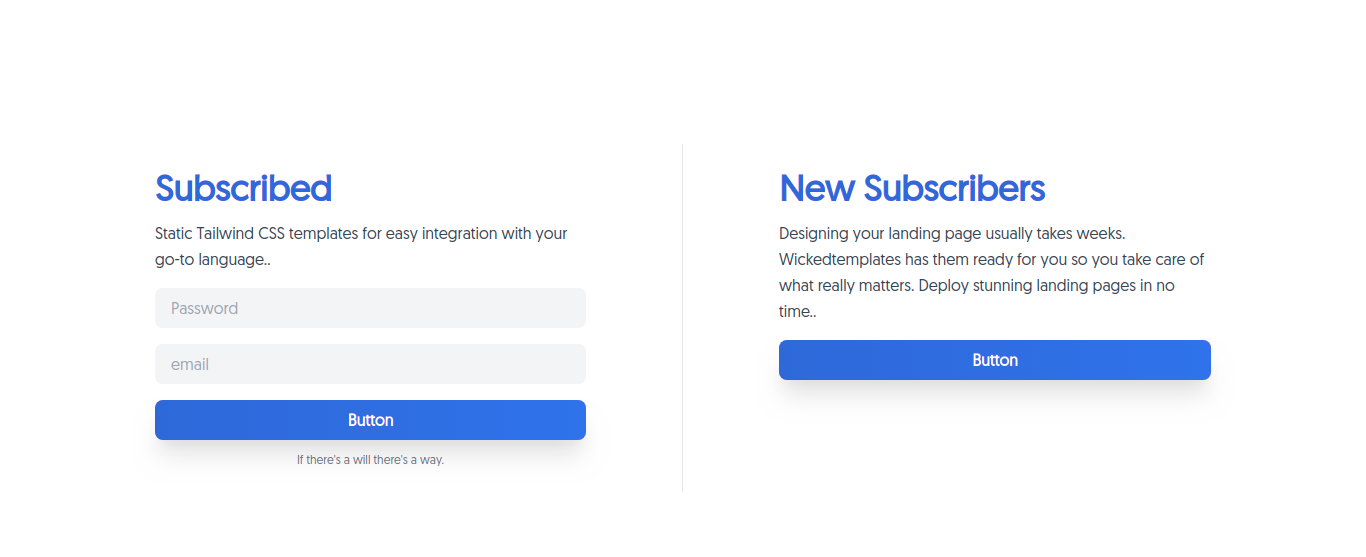 Subscribed
Static Tailwind CSS templates for easy integration with your
go-to language..
Password
email
Button
If there's a will there's a way.
New Subscribers
Designing your landing page usually takes weeks.
Wickedtemplates has them ready for you so you take care of
what really matters. Deploy stunning landing pages in no
time..
Button